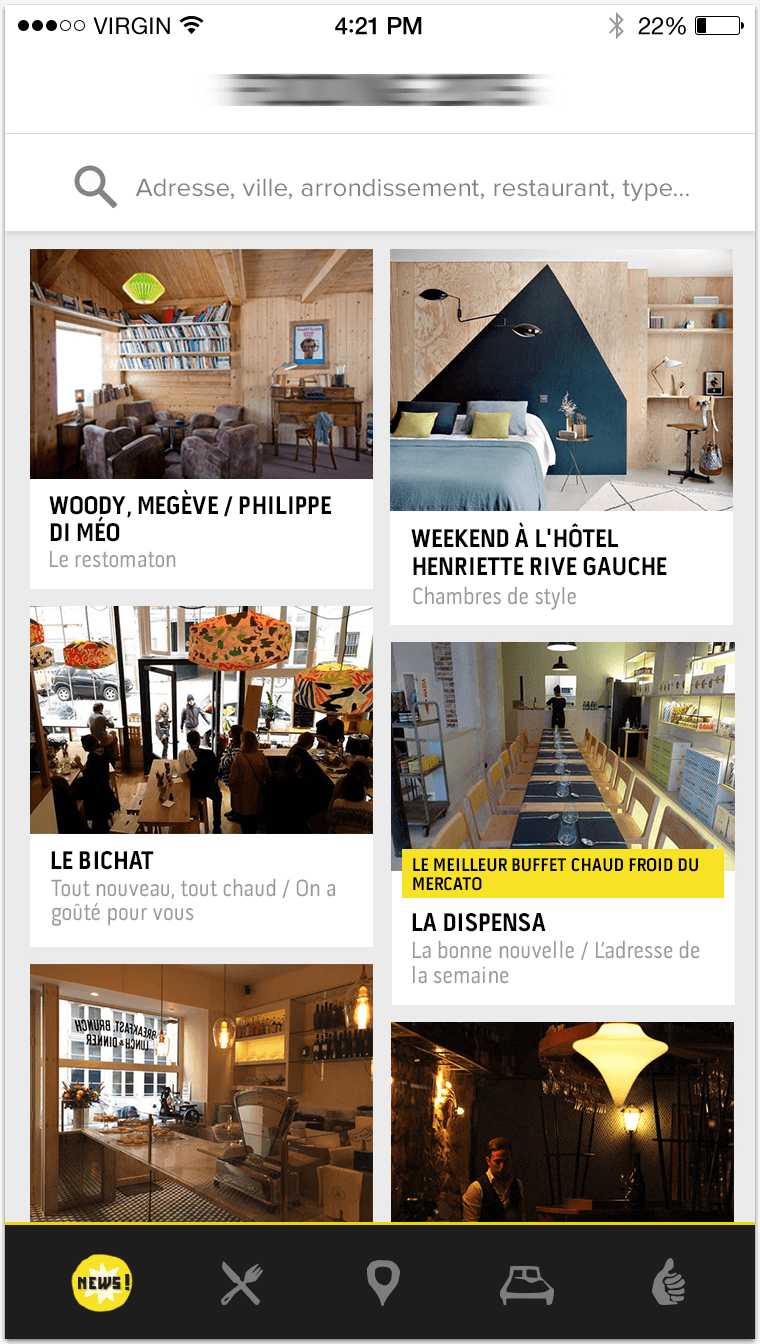 VIRGIN 4:21 PM 22%
Adresse, ville, arrondissement, restaurant, type...
WOODY, MEGÈVE / PHILIPPE
DI MÉO
Le restomaton
WEEKEND À L'HÔTEL
HENRIETTE RIVE GAUCHE
Chambres de style
LE BICHAT
Tout nouveau, tout chaud / On a
goûté pour vous
LE MEILLEUR BUFFET CHAUD FROID DU
MERCATO
LA DISPENSA
La bonne nouvelle / L'adresse de
la semaine
BREAKFAST, BRUNCH
LUNCH & DINNER
NEWS!